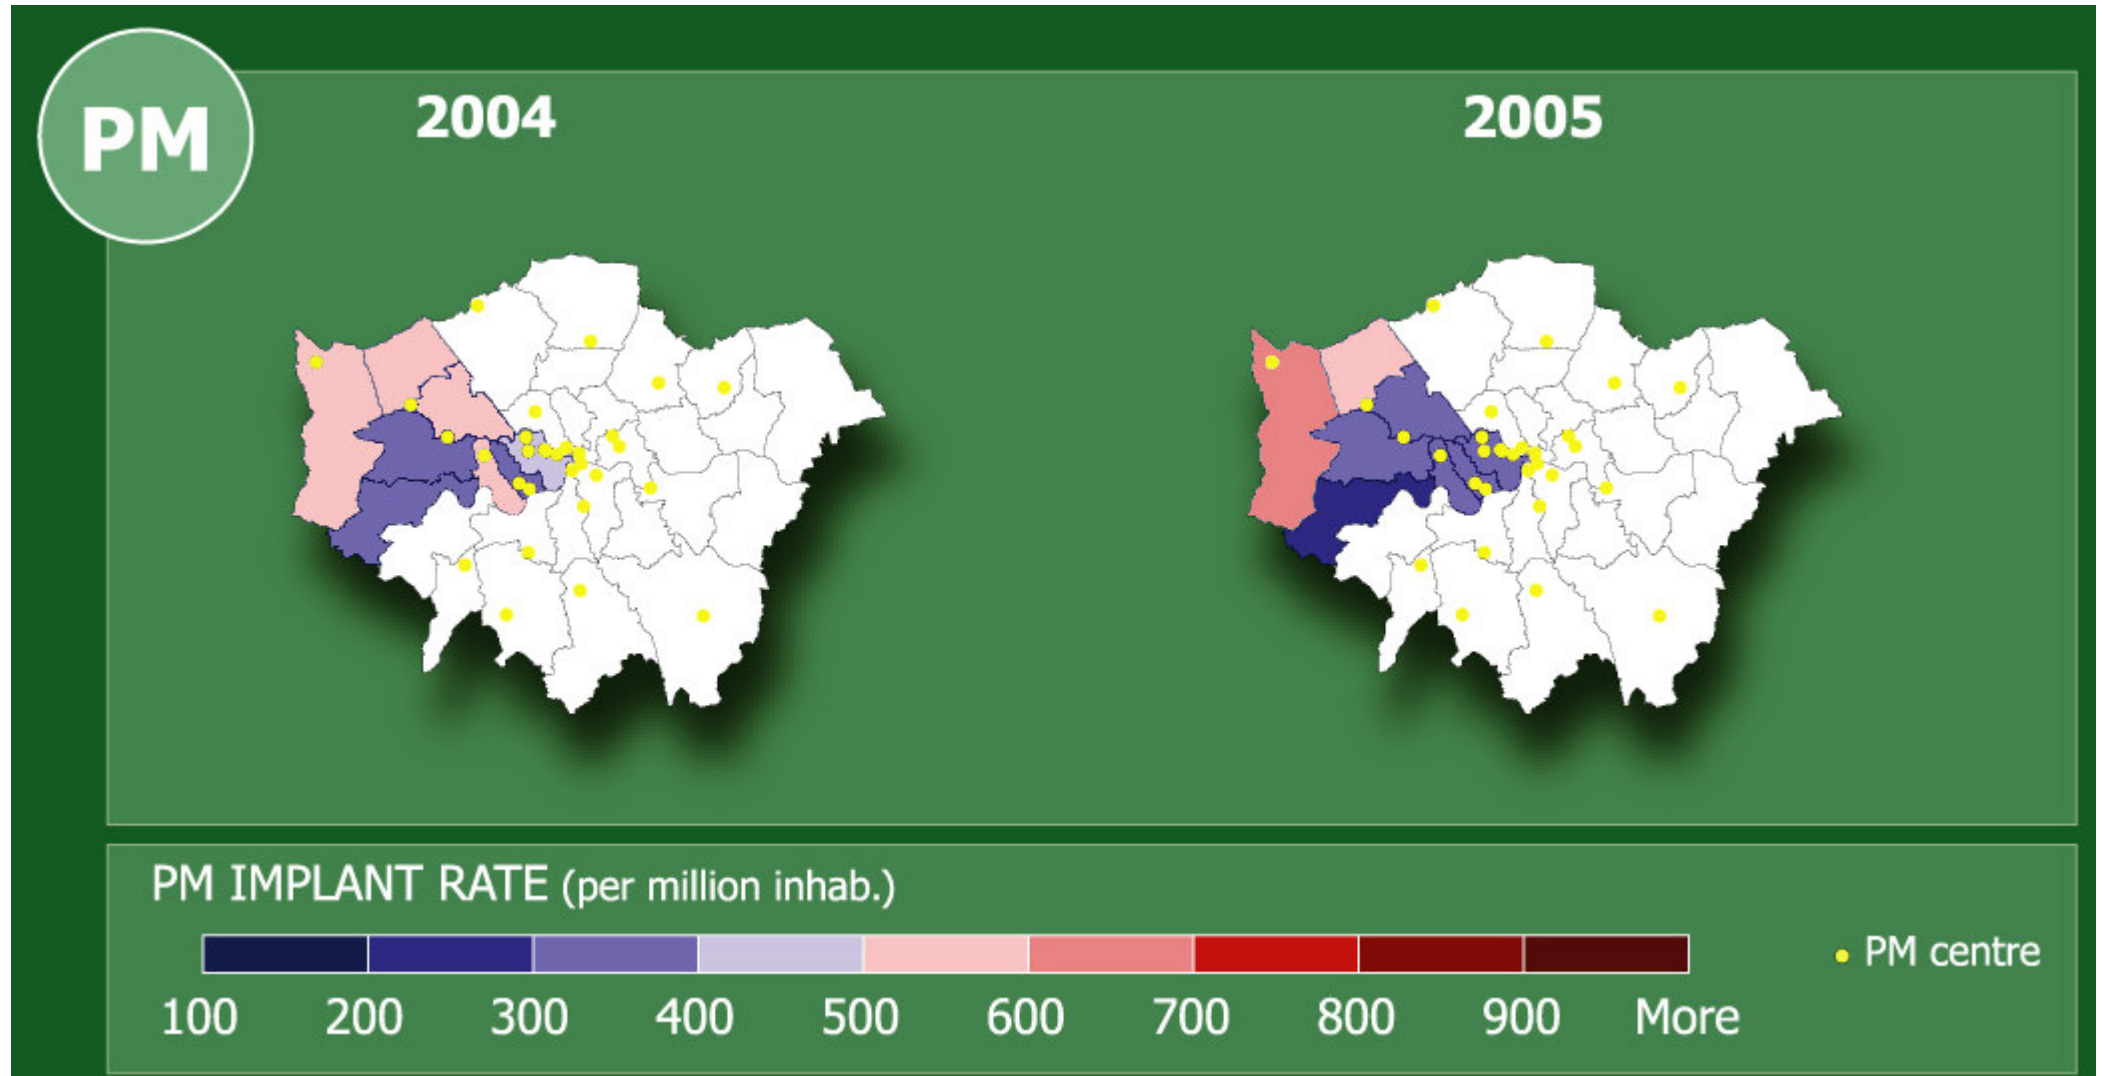 PM
2004
2005
PM IMPLANT RATE (per million inhab.)
100 200 300 400 500 600 700 800 900 More
PM centre